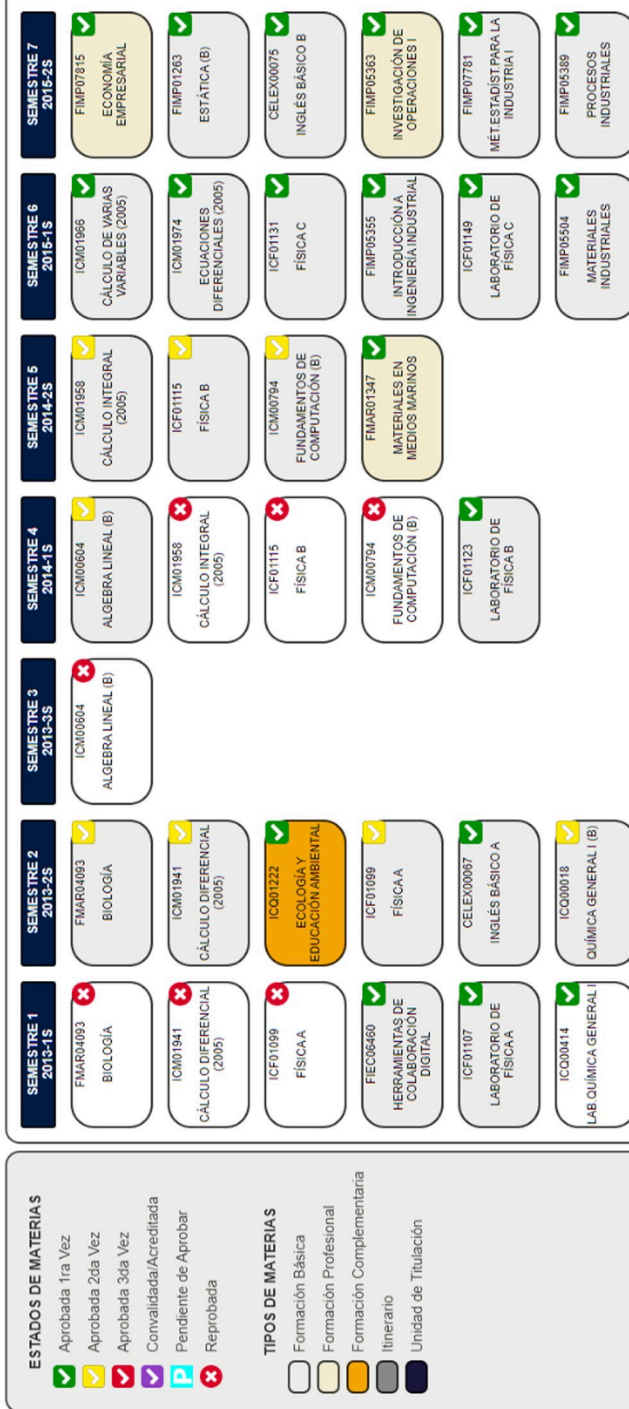 ESTADOS DE MATERIAS
Aprobada 1ra Vez
Aprobada 2da Vez
Aprobada 3da Vez
Convalidada/Acreditada
P
Pendiente de Aprobar
Reprobada
TIPOS DE MATERIAS
Formación Básica
Formación Profesional
Formación Complementaria
Itinerario
Unidad de Titulación
SEMESTRE 1
2013-1S
FMAR04093
BIOLOGÍA
ICM01941
CÁLCULO DIFERENCIAL
(2005)
ICF01099
FÍSICA A
FIEC06460
HERRAMIENTAS DE
COLABORACIÓN
DIGITAL
ICF01107
LABORATORIO DE
FÍSICA A
ICQ00414
LAB.QUÍMICA GENERAL I
SEMESTRE 2
2013-2S
FMAR04093
BIOLOGÍA
ICM01941
CÁLCULO DIFERENCIAL
(2005)
ICQ01222
ECOLOGÍA Y
EDUCACIÓN AMBIENTAL
ICF01099
FÍSICA A
CELEX00067
INGLÉS BÁSICO A
ICQ00018
QUÍMICA GENERAL I (B)
SEMESTRE 3
2013-3S
ICM00604
ALGEBRA LINEAL (B)
SEMESTRE 4
2014-1S
ICM00604
ALGEBRA LINEAL (B)
ICM01958
CÁLCULO INTEGRAL
(2005)
ICF01115
FÍSICA B
ICM00794
FUNDAMENTOS DE
COMPUTACIÓN (B)
ICF01123
LABORATORIO DE
FÍSICA B
SEMESTRE 5
2014-2S
ICM01958
CÁLCULO INTEGRAL
(2005)
ICF01115
FÍSICA B
ICM00794
FUNDAMENTOS DE
COMPUTACIÓN (B)
FMAR01347
MATERIALES EN
MEDIOS MARINOS
SEMESTRE 6
2015-1S
ICM01966
CÁLCULO DE VARIAS
VARIABLES (2005)
ICM01974
ECUACIONES
DIFERENCIALES (2005)
ICF01131
FÍSICA C
FIMP05355
INTRODUCCIÓN A
INGENIERÍA INDUSTRIAL
ICF01149
LABORATORIO DE
FÍSICA C
FIMP05504
MATERIALES
INDUSTRIALES
SEMESTRE 7
2015-2S
FIMP07815
ECONOMÍA
EMPRESARIAL
FIMP01263
ESTÁTICA (B)
CELEX00075
INGLÉS BÁSICO B
FIMP05363
INVESTIGACIÓN DE
OPERACIONES I
FIMP07781
MÉT.ESTADÍST.PARA LA
INDUSTRIA I
FIMP05389
PROCESOS
INDUSTRIALES